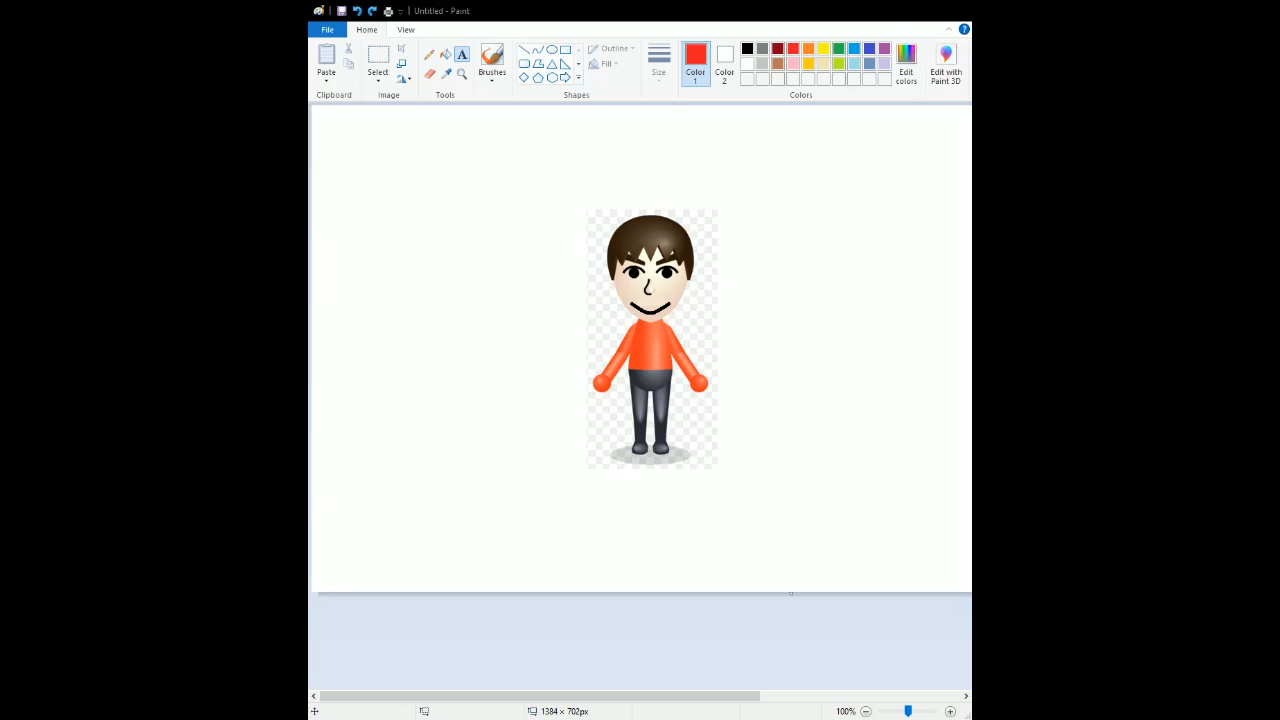 Untitled - Paint
File Home View
Paste
Select
A
Brushes
Outline
Fill
Size
Color 1
Color 2
Edit colors
Edit with Paint 3D
Clipboard Image Tools Shapes Colors
1384 × 702px
100%